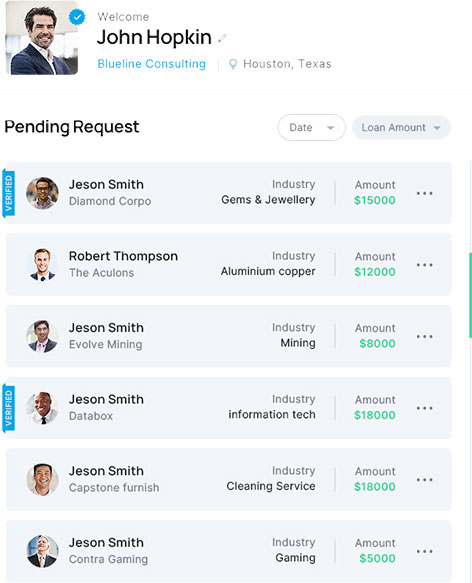 Welcome
John Hopkin
Blueline Consulting
Houston, Texas
Pending Request
Date
Loan Amount
VERIFIED
Jeson Smith
Diamond Corpo
Industry
Gems & Jewellery
Amount
$15000
Robert Thompson
The Aculons
Industry
Aluminium copper
Amount
$12000
Jeson Smith
Evolve Mining
Industry
Mining
Amount
$8000
VERIFIED
Jeson Smith
Databox
Industry
information tech
Amount
$18000
Jeson Smith
Capstone furnish
Industry
Cleaning Service
Amount
$18000
Jeson Smith
Contra Gaming
Industry
Gaming
Amount
$5000